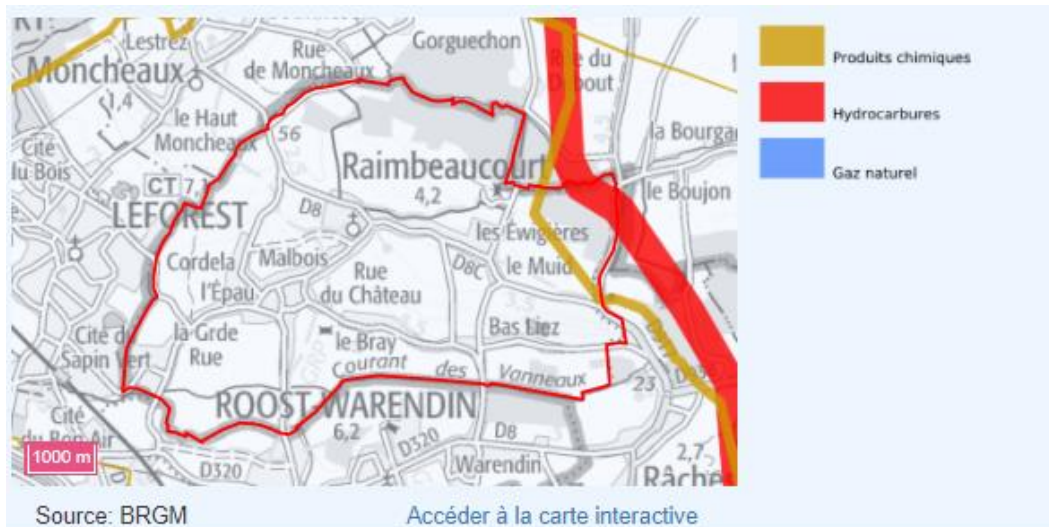 Lestrez
Moncheaux
1,4
Rue
de Moncheaux
Gorguechon
Rue du
Debout
le Haut
Moncheaux
56
la Bourga
Cité
du Bois
CT 7,1
Raimbeaucourt
4,2
le Boujon
LEFOREST
D8
les Ewigières
Cordela
Malbois
D8C
le Muid
l'Épau
Rue
du Château
Cité du
Sapin Vert
la Grde
Rue
Bas Liez
le Bray
Courant des Vanneaux
23
ROOST-WARENDIN
6,2
Cité
du Bon Air
D320
D320
D8
Warendin
2,7
Râche
1000 m
Produits chimiques
Hydrocarbures
Gaz naturel
Source: BRGM
Accéder à la carte interactive